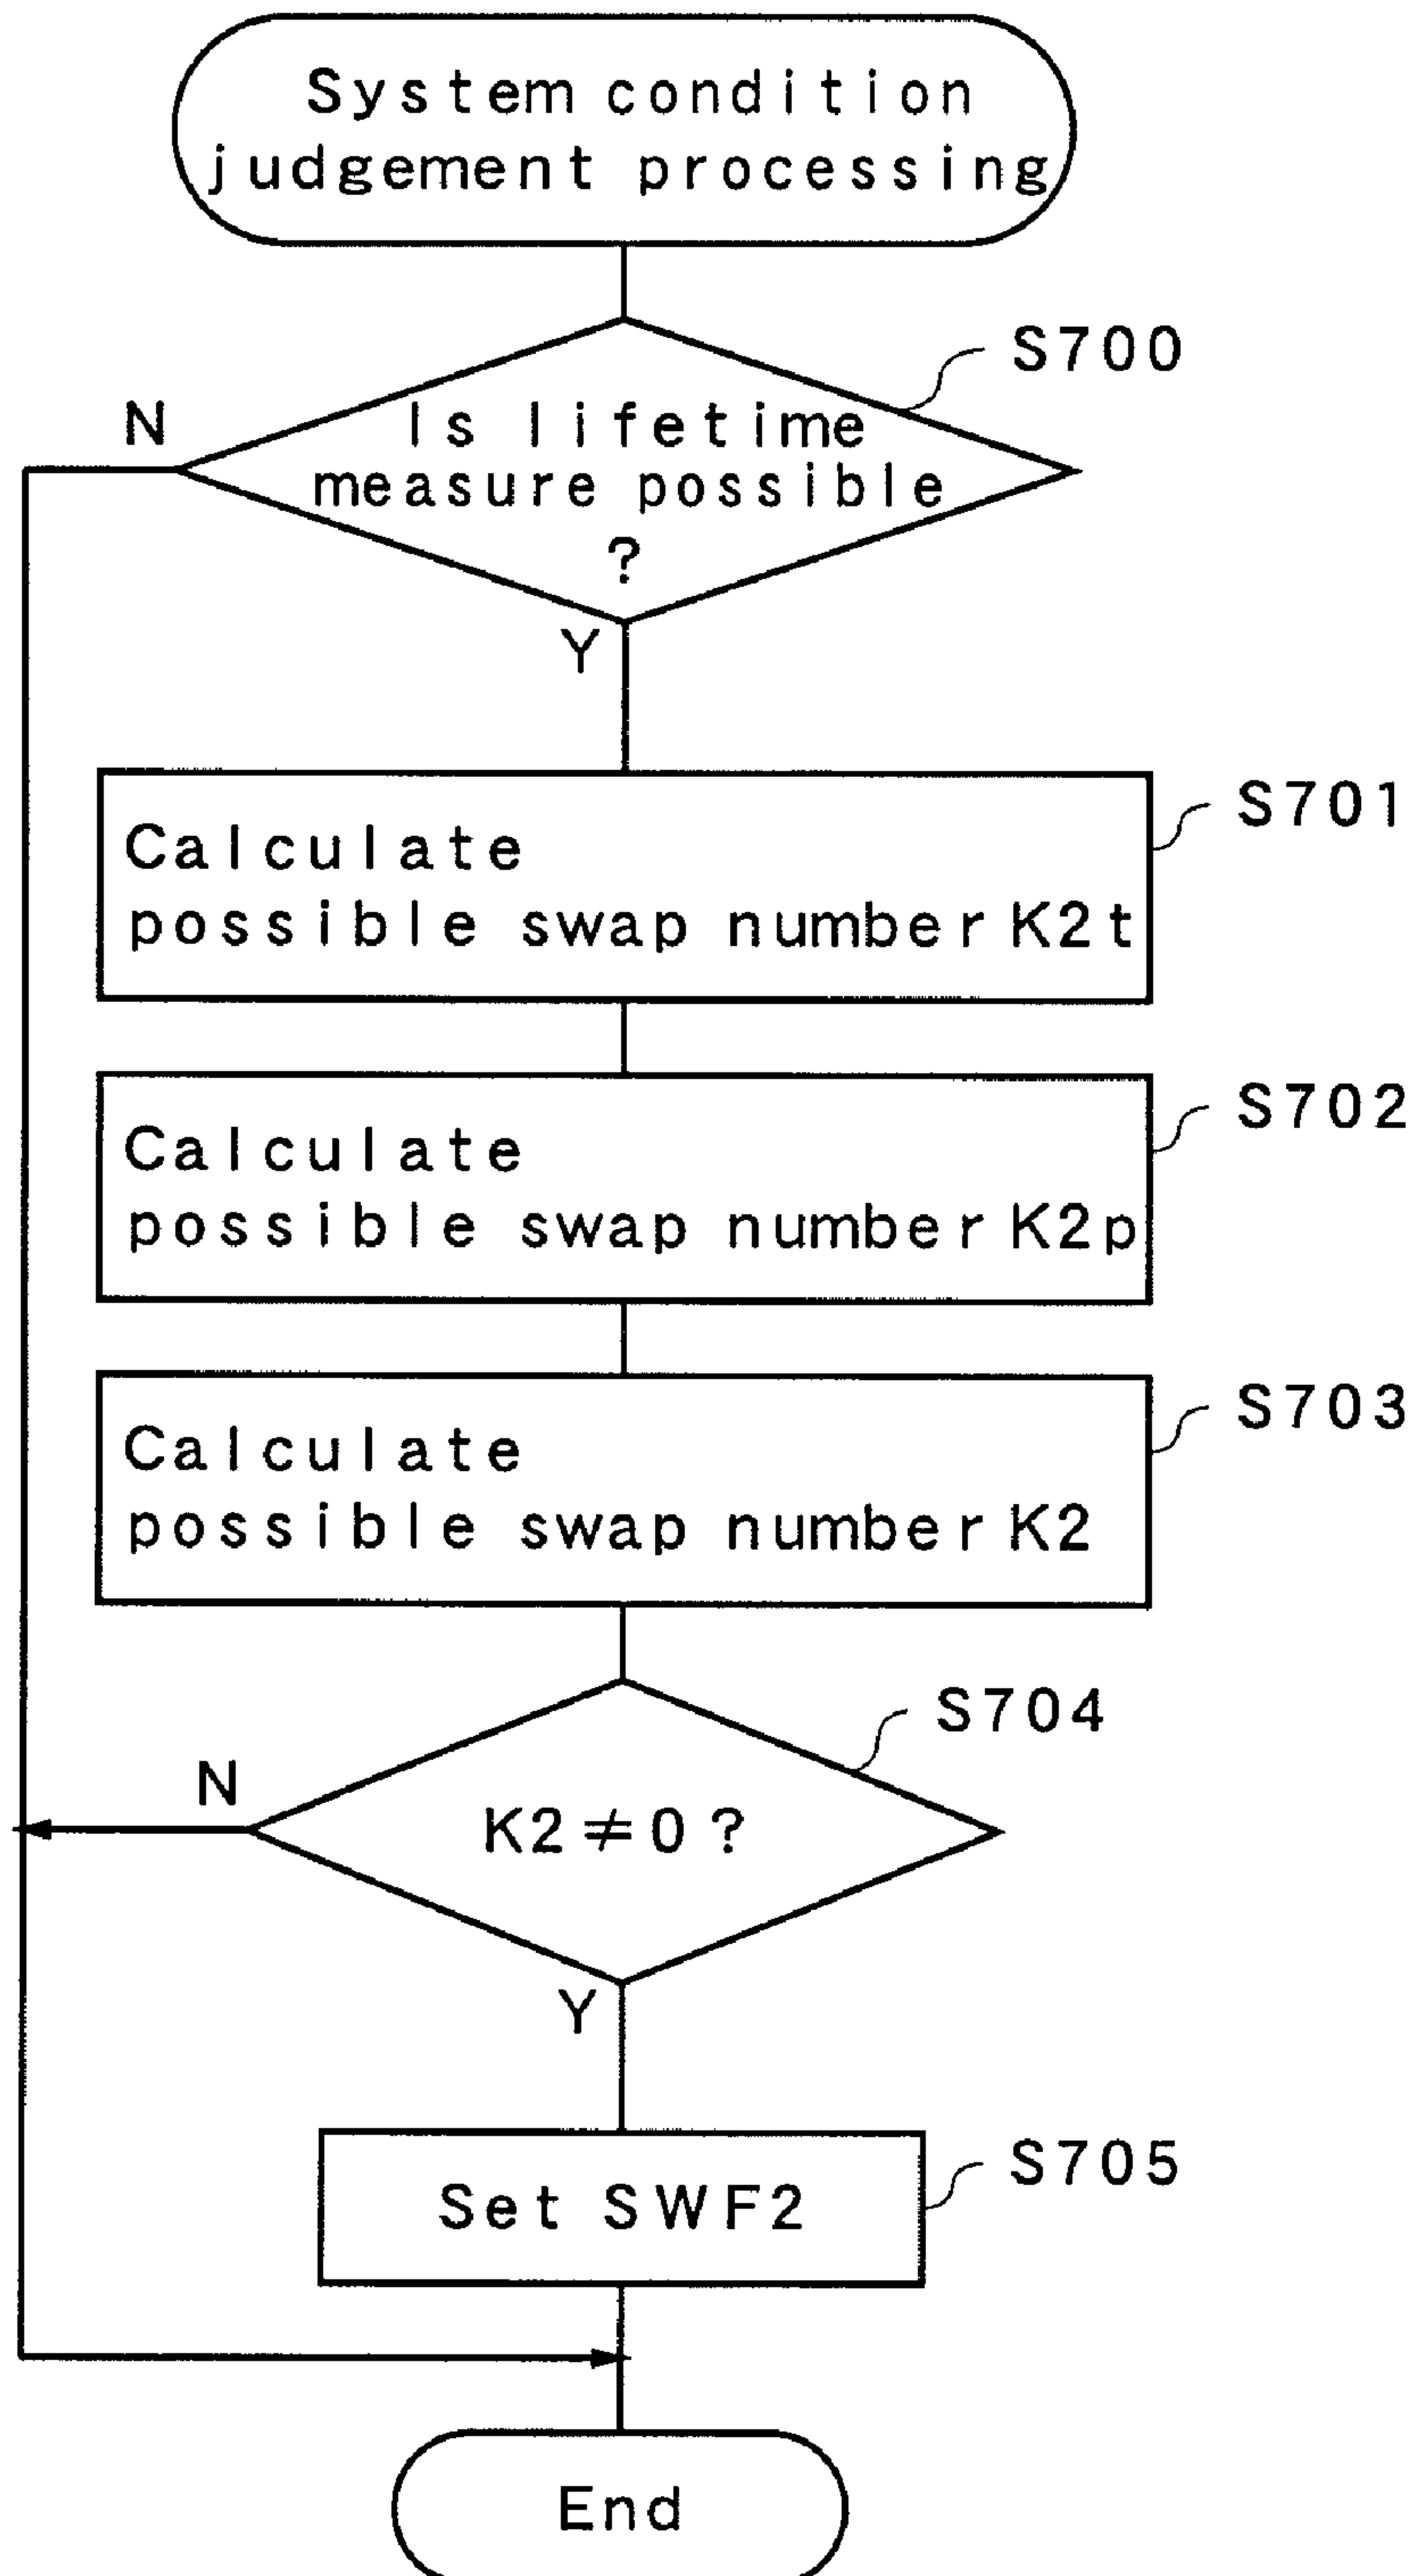 System condition
judgement processing
S700
N
Is lifetime
measure possible
?
Y
S701
Calculate
possible swap number K2t
S702
Calculate
possible swap number K2p
S703
Calculate
possible swap number K2
S704
N
K2≠0?
Y
S705
Set SWF2
End